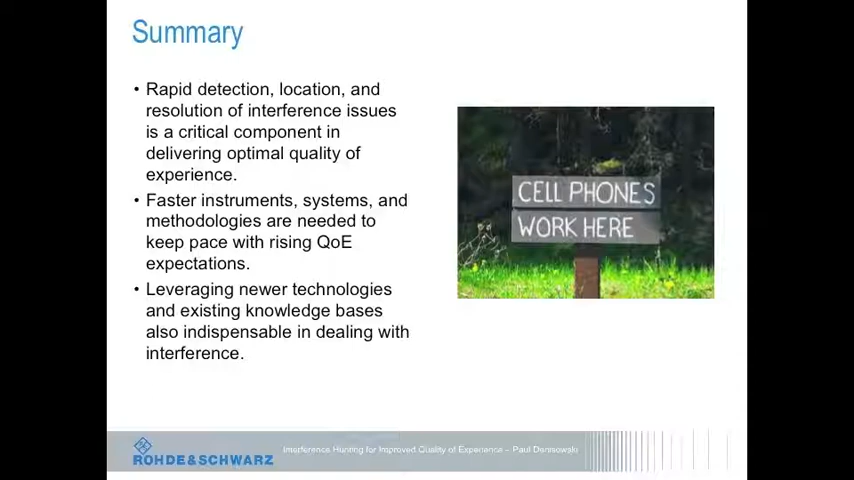 Summary
• Rapid detection, location, and
resolution of interference issues
is a critical component in
delivering optimal quality of
experience.
• Faster instruments, systems, and
methodologies are needed to
keep pace with rising QoE
expectations.
• Leveraging newer technologies
and existing knowledge bases
also indispensable in dealing with
interference.
CELL PHONES
WORK HERE
ROHDE&SCHWARZ
Interference Hunting for Improved Quality of Experience – Paul Denisowski